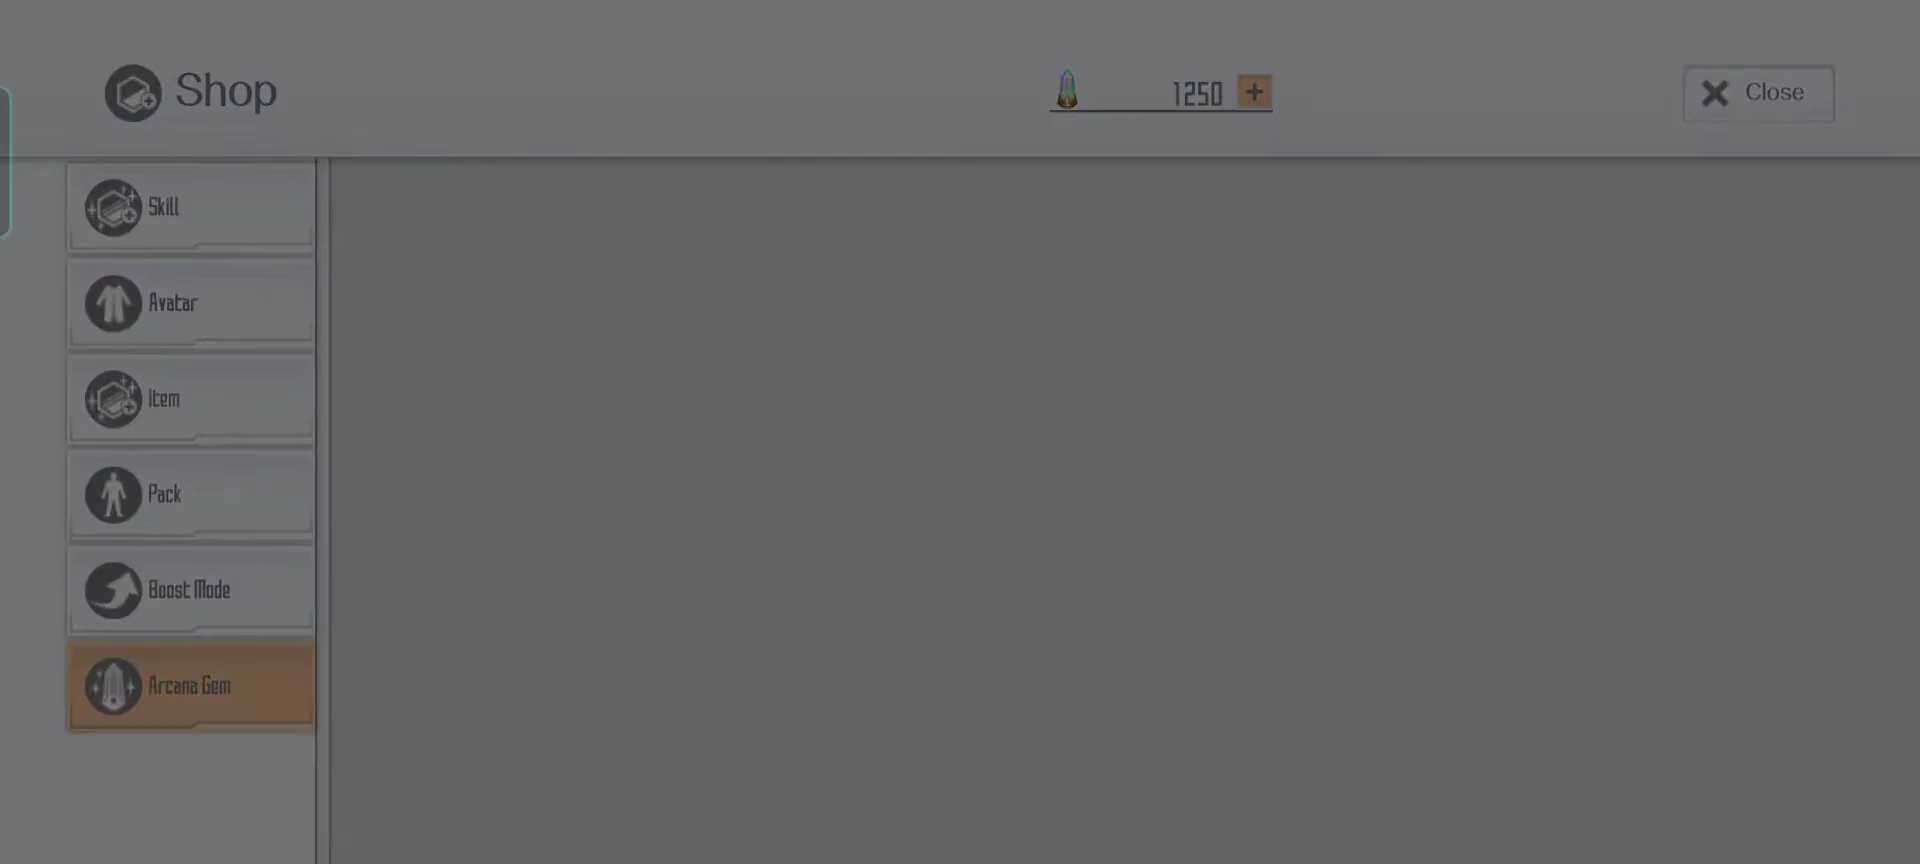 Shop
1250
Close
Skill
Avatar
Item
Pack
Boost Mode
Arcana Gem